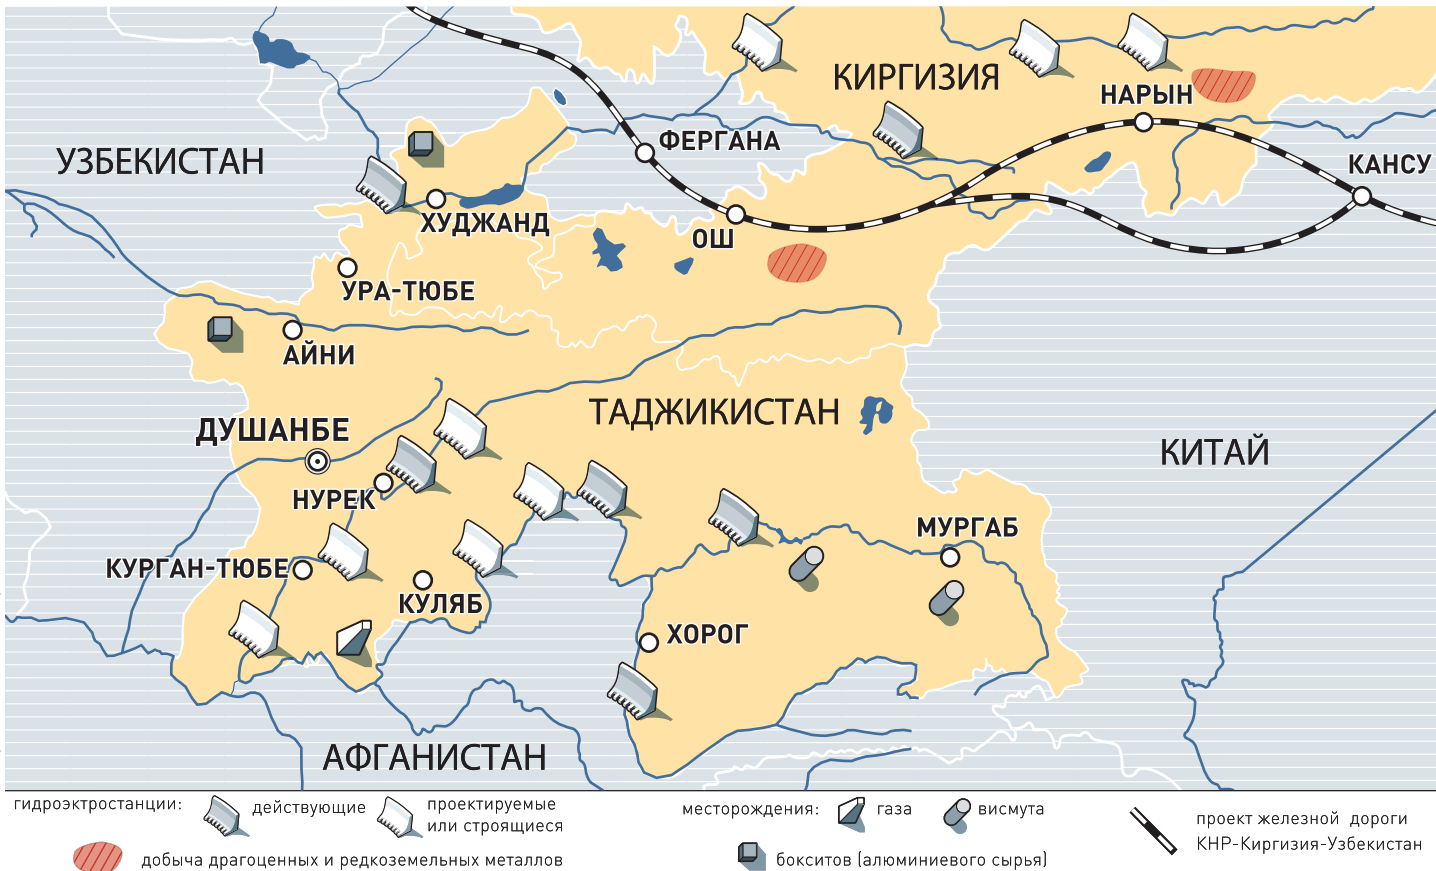 КИРГИЗИЯ
НАРЫН
ФЕРГАНА
УЗБЕКИСТАН
КАНСУ
ХУДЖАНД
ОШ
УРА-ТЮБЕ
АЙНИ
ТАДЖИКИСТАН
ДУШАНБЕ
КИТАЙ
НУРЕК
МУРГАБ
КУРГАН-ТЮБЕ
КУЛЯБ
ХОРОГ
АФГАНИСТАН
гидроэктростанции:
действующие
проектируемые
или строящиеся
месторождения:
газа
висмута
проект железной дороги
КНР-Киргизия-Узбекистан
добыча драгоценных и редкоземельных металлов
бокситов (алюминиевого сырья)